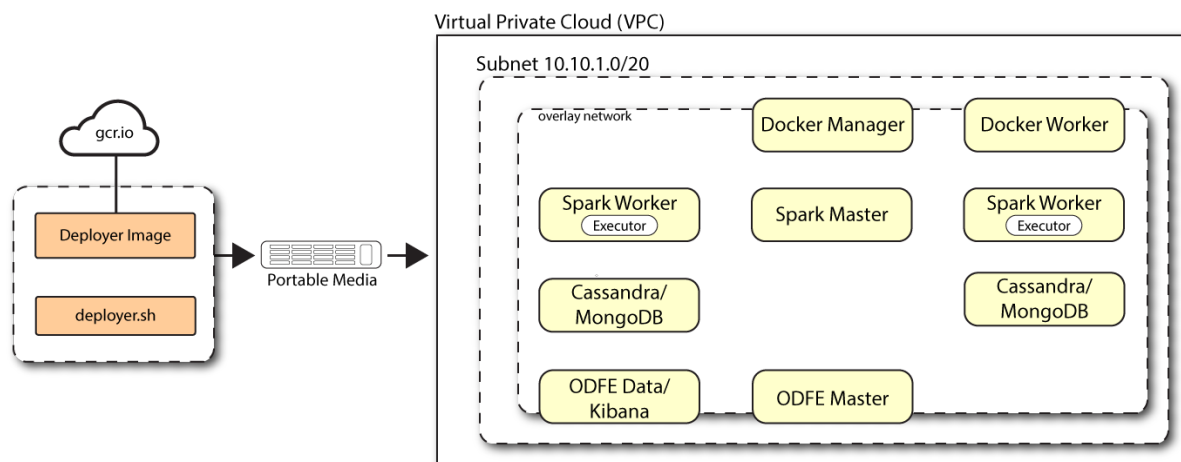 Virtual Private Cloud (VPC)
Subnet 10.10.1.0/20
overlay network
Docker Manager
Docker Worker
gcr.io
Deployer Image
deployer.sh
Portable Media
Spark Worker
Executor
Spark Master
Spark Worker
Executor
Cassandra/
MongoDB
Cassandra/
MongoDB
ODFE Data/
Kibana
ODFE Master